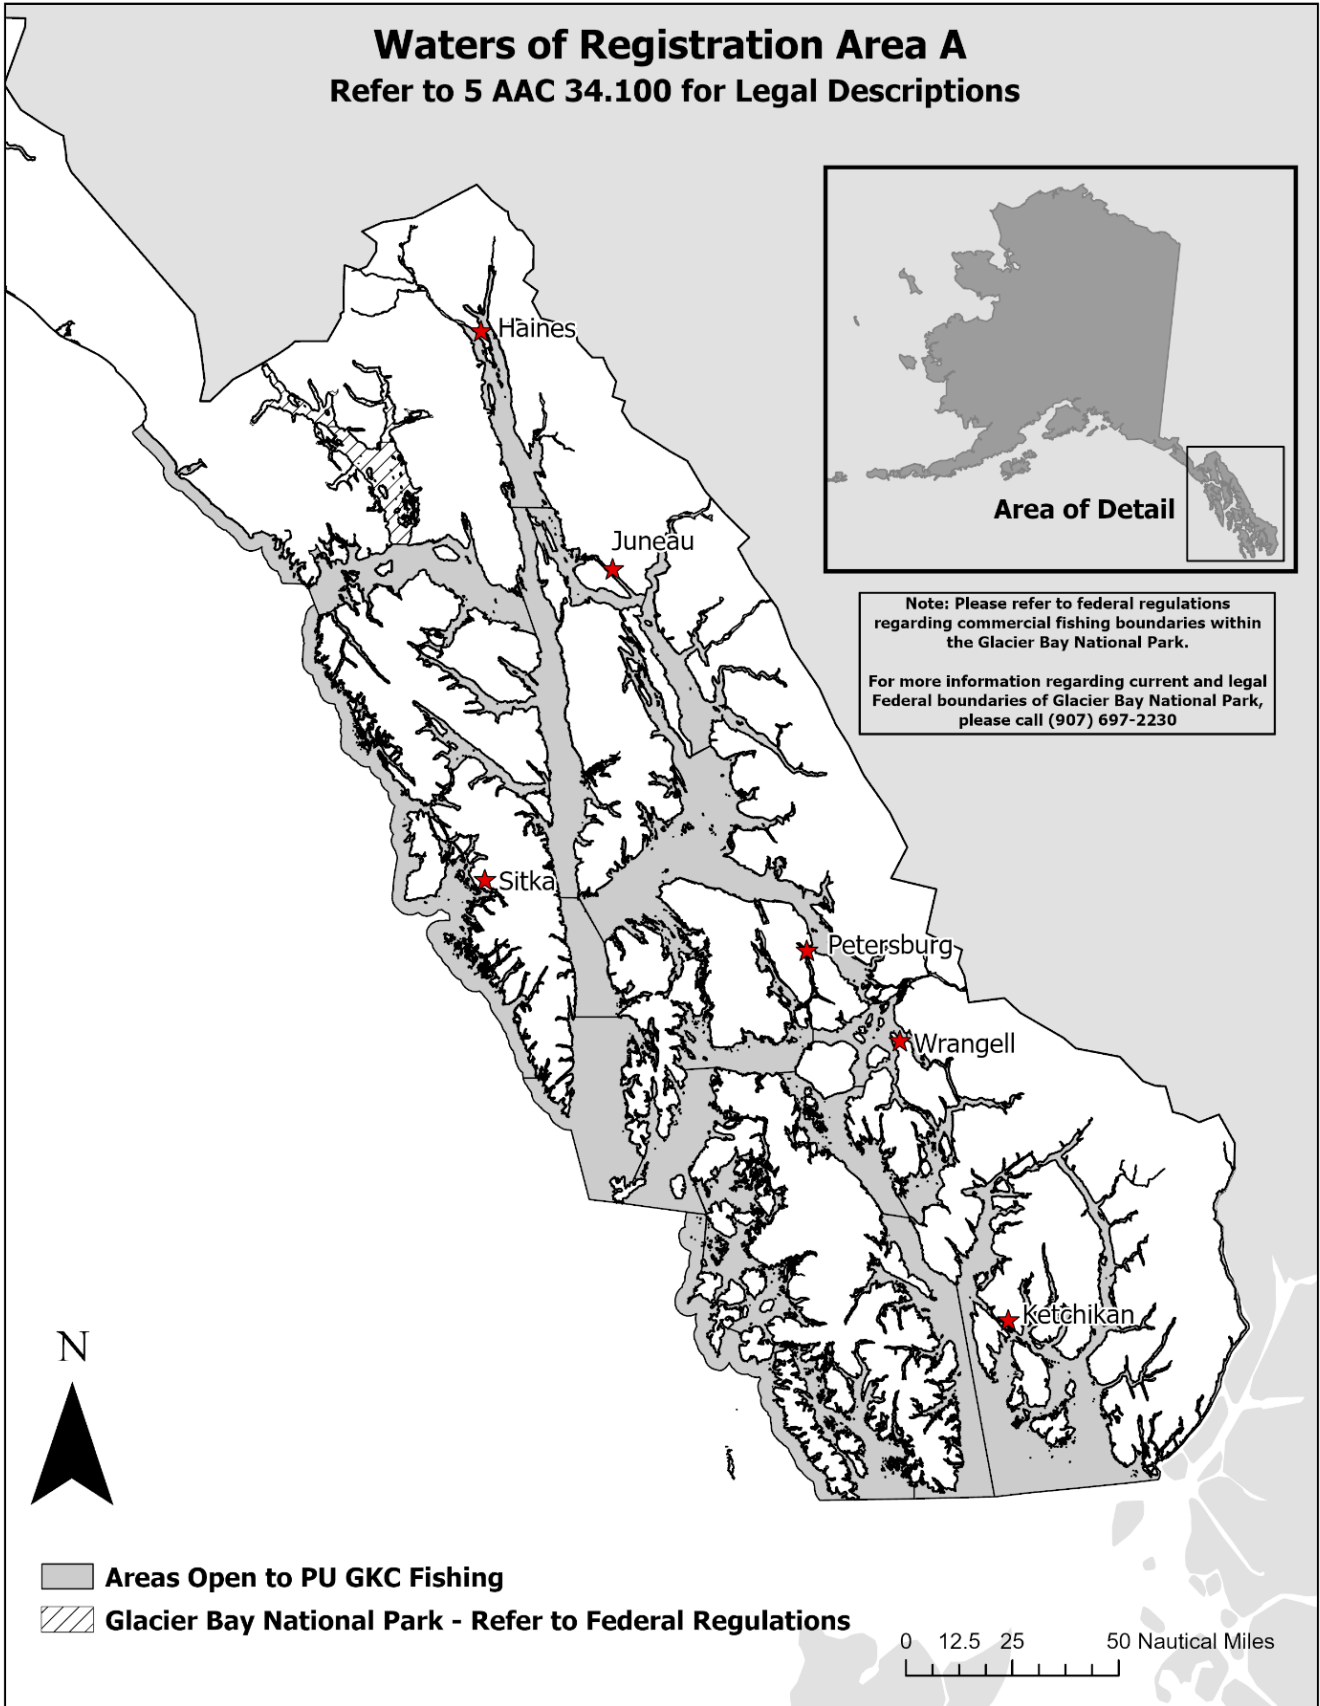 Waters of Registration Area A
Refer to 5 AAC 34.100 for Legal Descriptions
Haines
Juneau
Area of Detail
Note: Please refer to federal regulations
regarding commercial fishing boundaries within
the Glacier Bay National Park.
For more information regarding current and legal
Federal boundaries of Glacier Bay National Park,
please call (907) 697-2230
Sitka
Petersburg
Wrangell
Ketchikan
N
Areas Open to PU GKC Fishing
Glacier Bay National Park - Refer to Federal Regulations
0 12.5 25 50 Nautical Miles